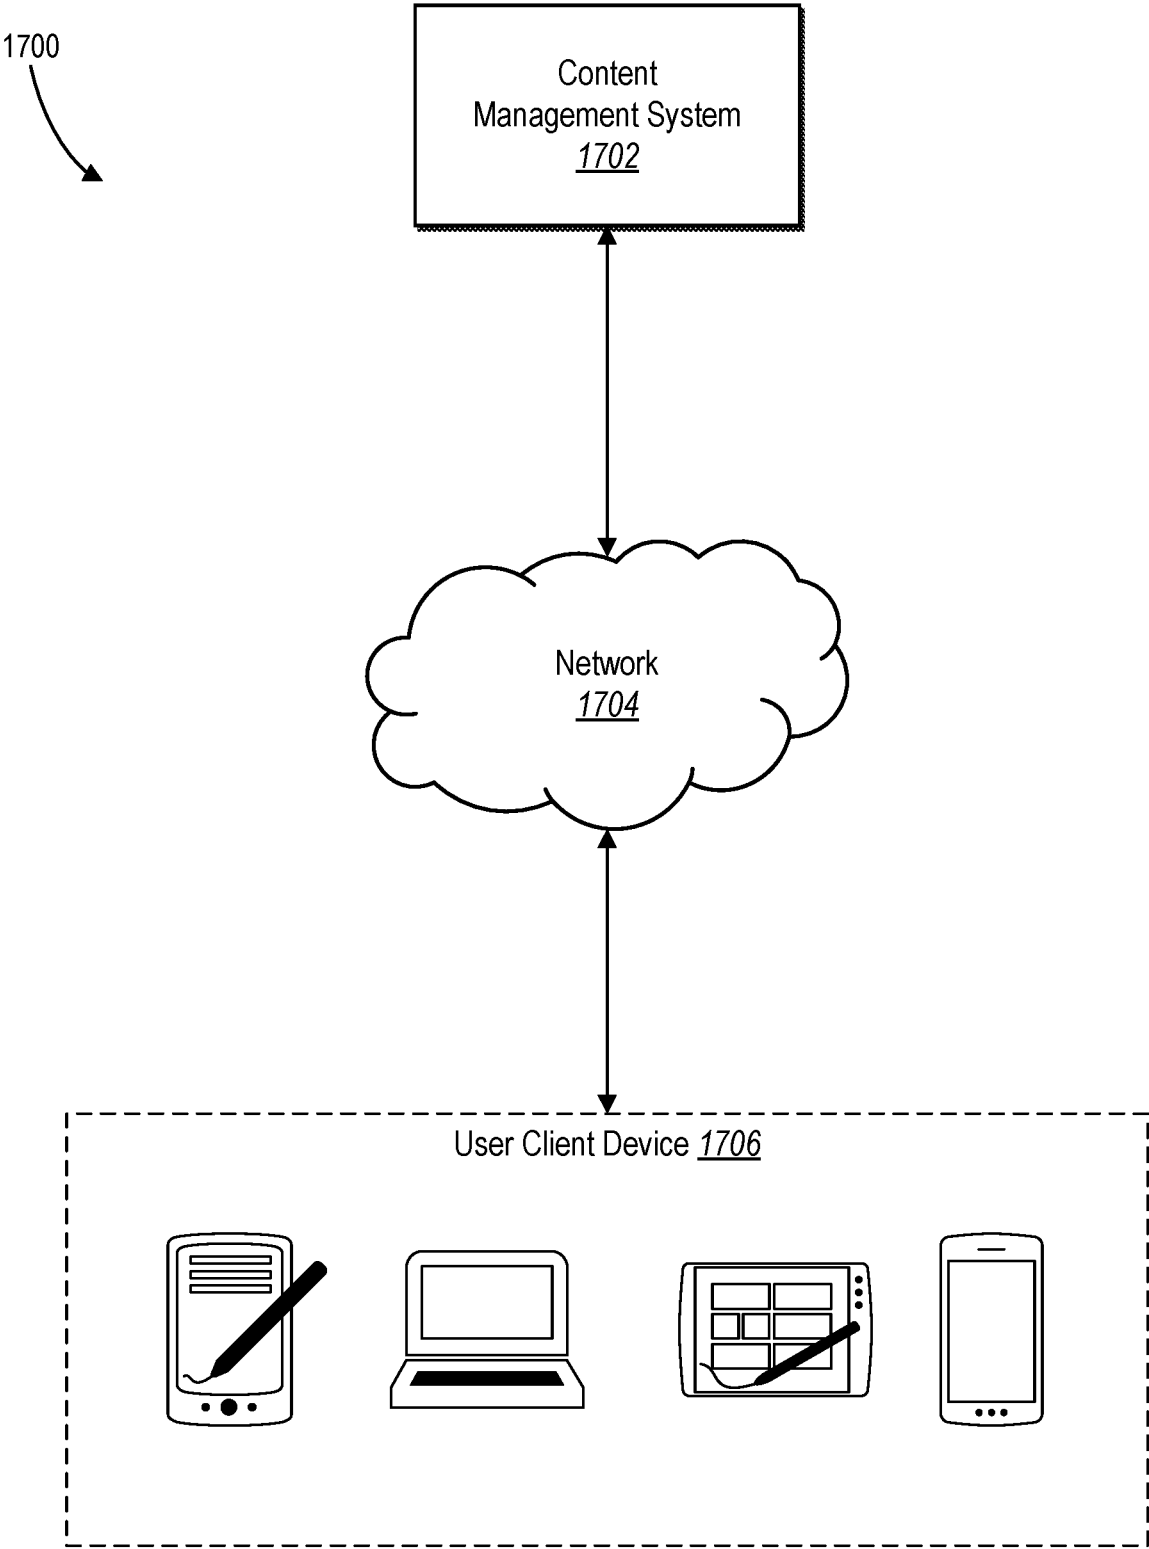 1700
Content
Management System
1702
Network
1704
User Client Device 1706